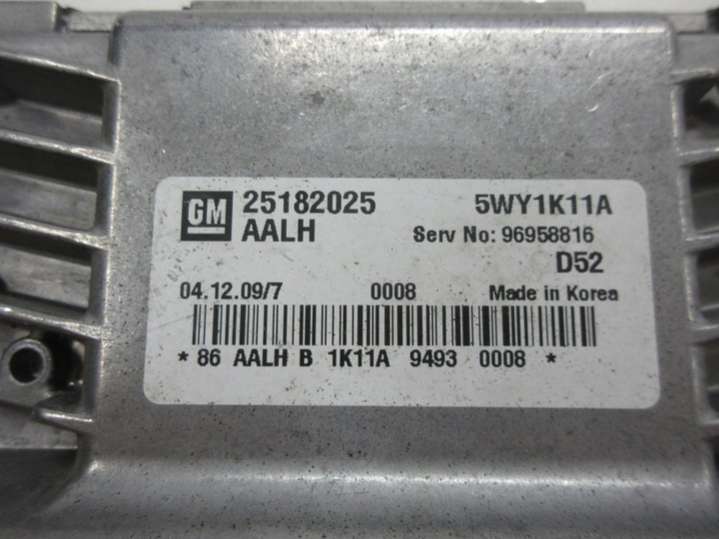 GM 25182025 5WY1K11A
AALH Serv No: 96958816
D52
04.12.09/7 0008 Made in Korea
* 86 AALH B 1K11A 9493 0008 *